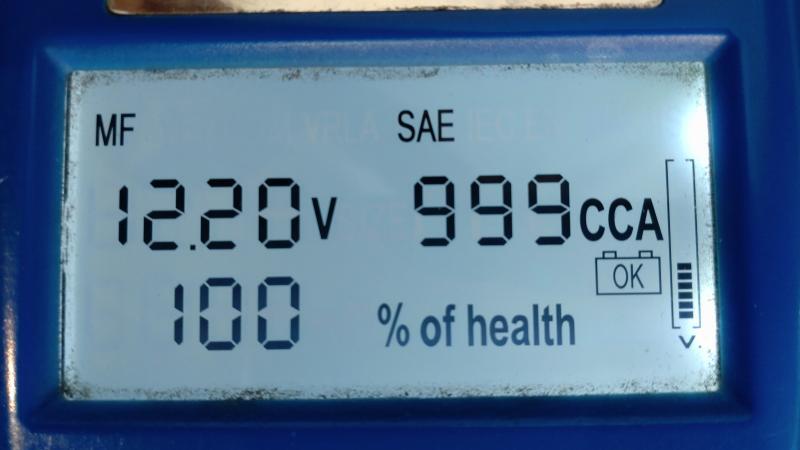 MF SAE
12.20V 999CCA
OK
100 % of health
V